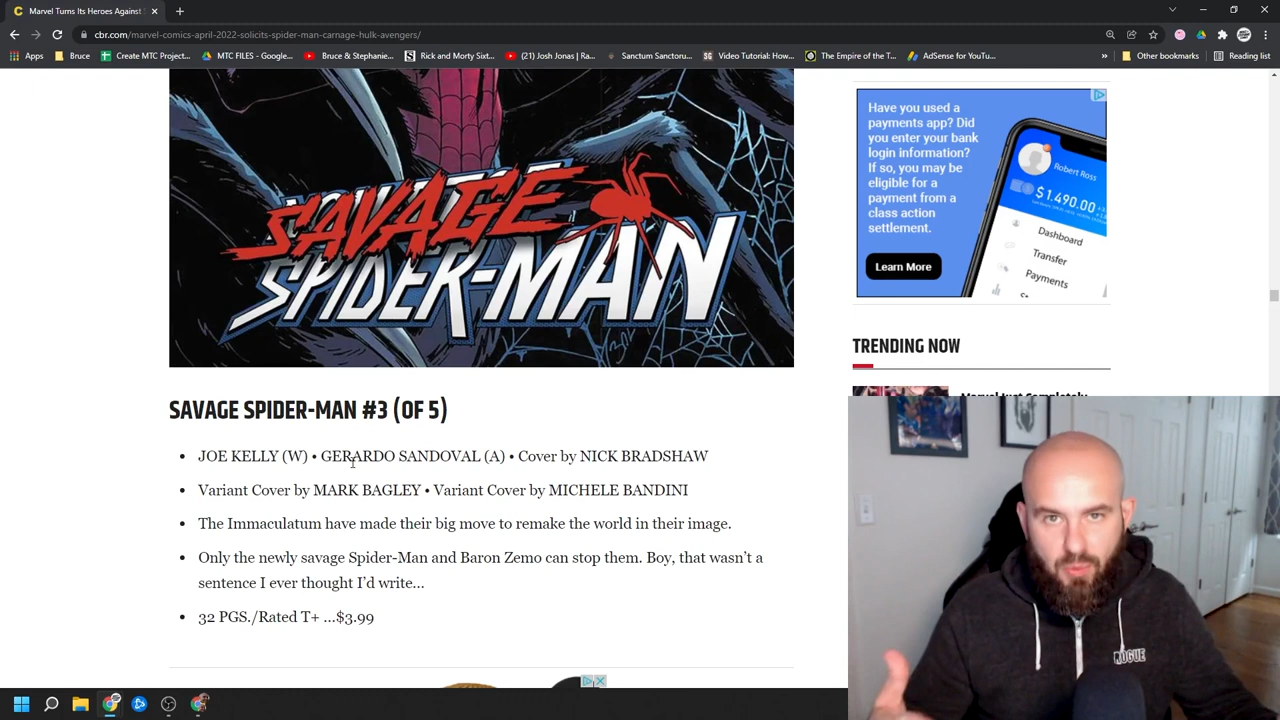 Marvel Turns Its Heroes Against
cbr.com/marvel-comics-april-2022-solicits-spider-man-carnage-hulk-avengers/
Apps Bruce Create MTC Project... MTC FILES - Google... Bruce & Stephanie... Rick and Morty Sixt... (21) Josh Jonas | Ra... Sanctum Sanctoru... Video Tutorial: How... The Empire of the T... AdSense for YouTu... » Other bookmarks Reading list
SAVAGE
SPIDER-MAN
SAVAGE SPIDER-MAN #3 (OF 5)
• JOE KELLY (W) • GERARDO SANDOVAL (A) • Cover by NICK BRADSHAW
• Variant Cover by MARK BAGLEY • Variant Cover by MICHELE BANDINI
• The Immaculatum have made their big move to remake the world in their image.
• Only the newly savage Spider-Man and Baron Zemo can stop them. Boy, that wasn't a
sentence I ever thought I'd write...
• 32 PGS./Rated T+ ...$3.99
Have you used a
payments app? Did
you enter your bank
login information?
If so, you may be
eligible for a
payment from a
class action
settlement.
Learn More
Robert Ross
$1,490.00
Dashboard
Transfer
Payments
TRENDING NOW
Marvel Just Completely
ROGUE